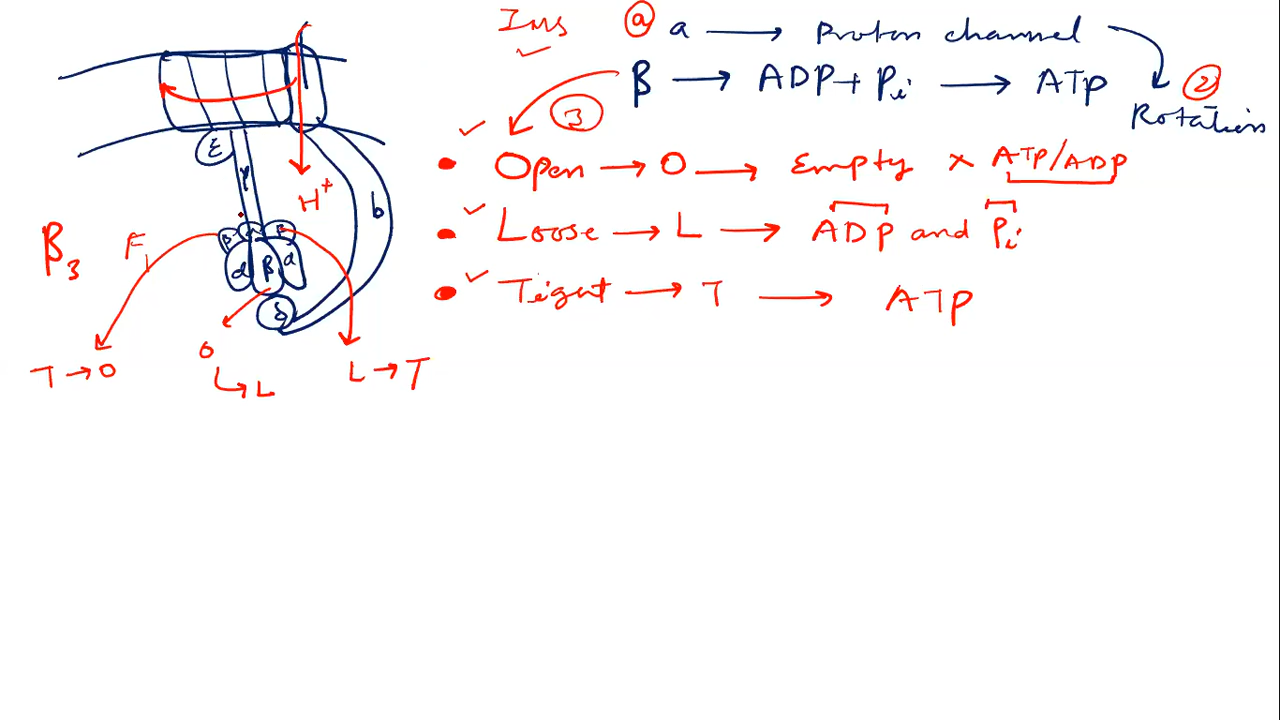 Ims ⓐ a → Proton channel
β → ADP + Pi → ATP ② Rotation
③
• Open → O → Empty × ATP/ADP
• Loose → L → ADP and Pi
• Tight → T → ATP
ε
γ
H+
b
β3
F1
β β
α β α
δ
T → O
O → L
L → T